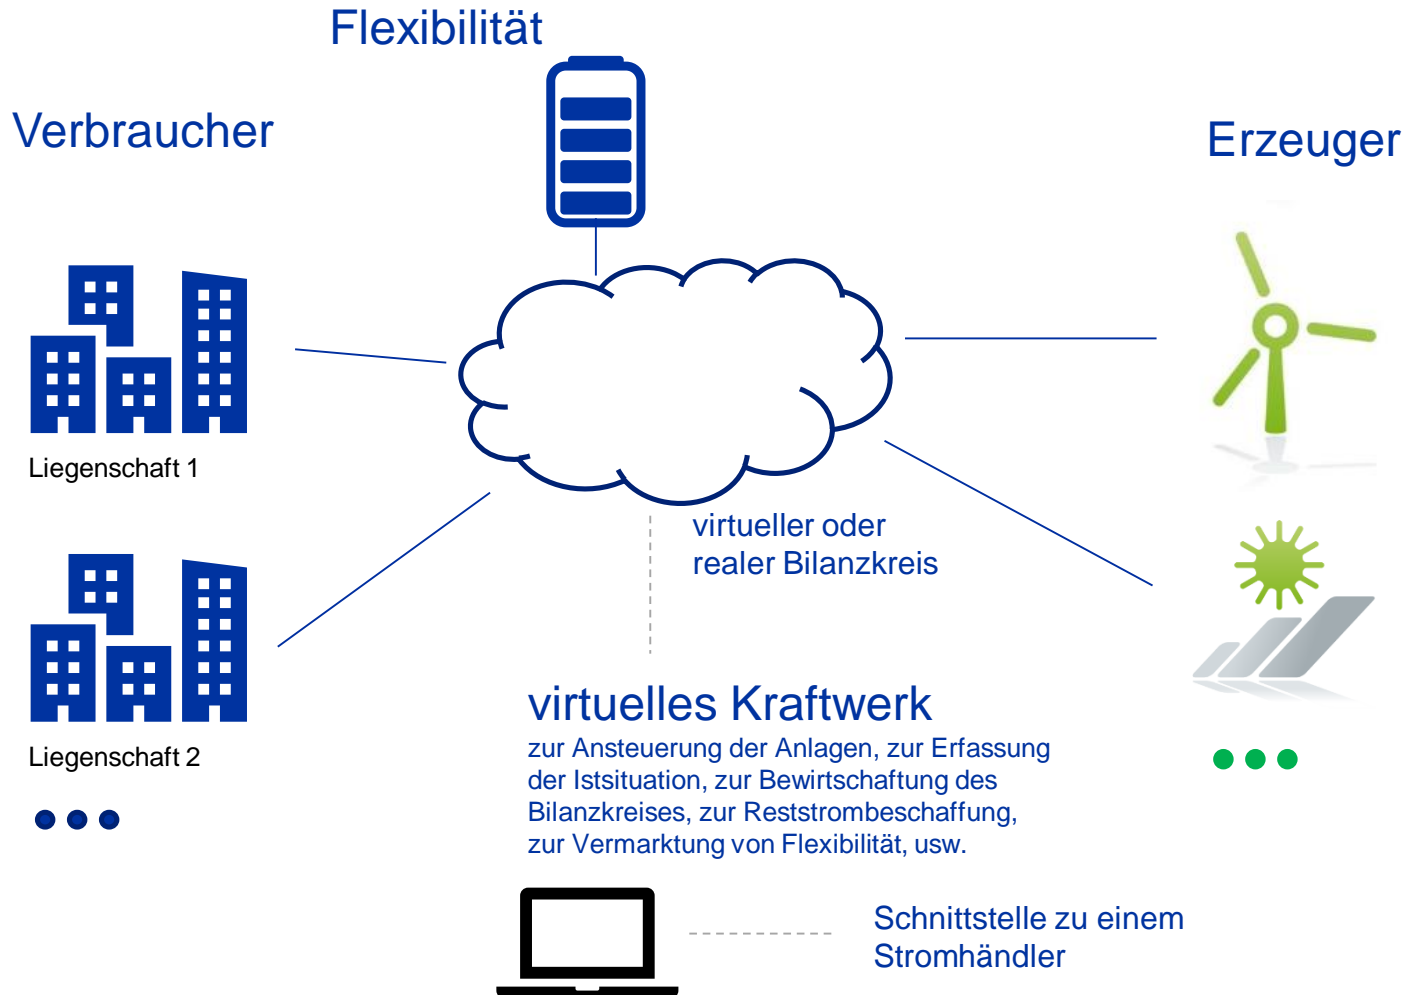 Flexibilität
Verbraucher
Erzeuger
Liegenschaft 1
virtueller oder
realer Bilanzkreis
Liegenschaft 2
virtuelles Kraftwerk
zur Ansteuerung der Anlagen, zur Erfassung
der Istsituation, zur Bewirtschaftung des
Bilanzkreises, zur Reststrombeschaffung,
zur Vermarktung von Flexibilität, usw.
Schnittstelle zu einem
Stromhändler